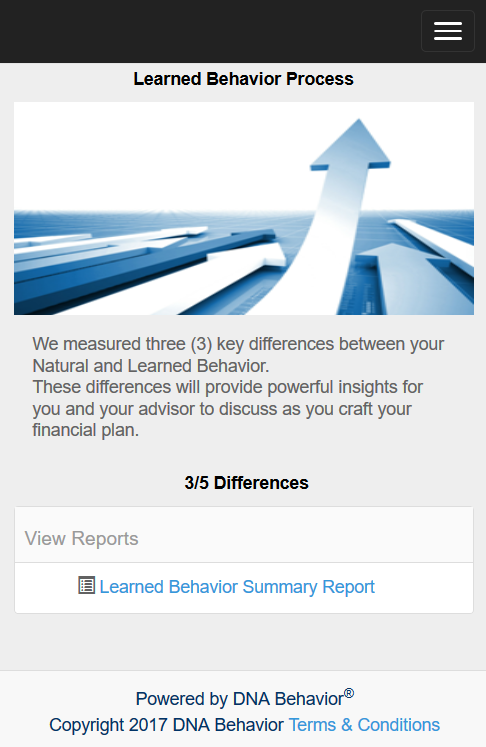 Learned Behavior Process
We measured three (3) key differences between your
Natural and Learned Behavior.
These differences will provide powerful insights for
you and your advisor to discuss as you craft your
financial plan.
3/5 Differences
View Reports
Learned Behavior Summary Report
Powered by DNA Behavior®
Copyright 2017 DNA Behavior Terms & Conditions